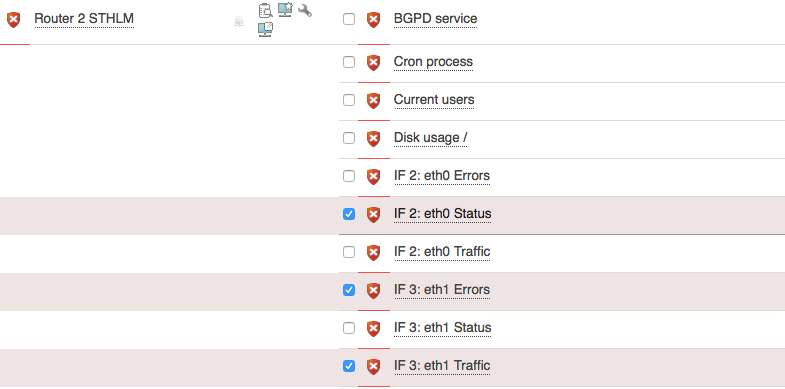 Router 2 STHLM
BGPD service
Cron process
Current users
Disk usage /
IF 2: eth0 Errors
IF 2: eth0 Status
IF 2: eth0 Traffic
IF 3: eth1 Errors
IF 3: eth1 Status
IF 3: eth1 Traffic